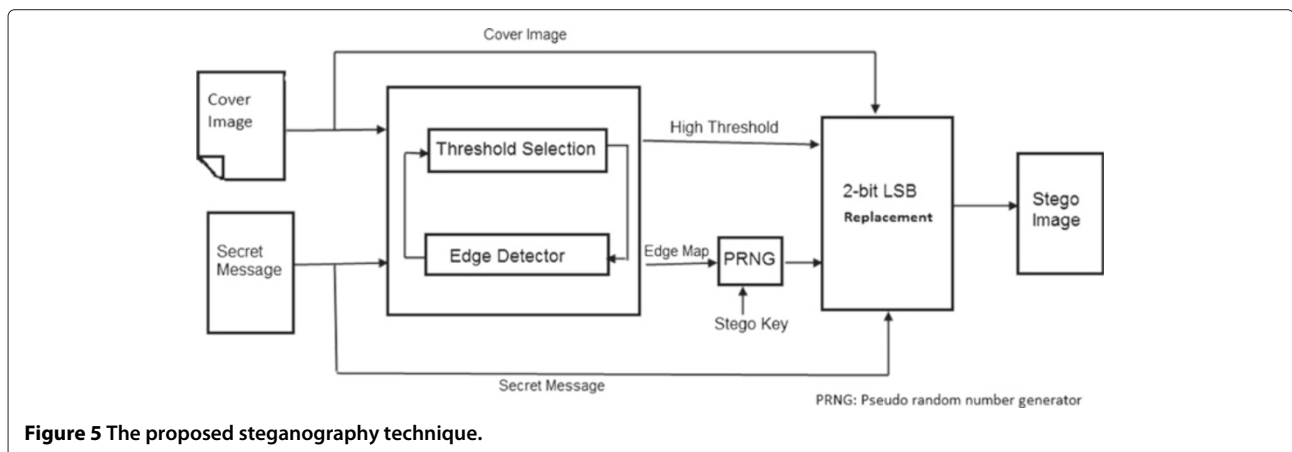 Cover Image
Cover
Image
High Threshold
Threshold Selection
2-bit LSB
Replacement
Stego
Image
Secret
Message
Edge Detector
Edge Map
PRNG
Stego Key
Secret Message
PRNG: Pseudo random number generator
Figure 5 The proposed steganography technique.